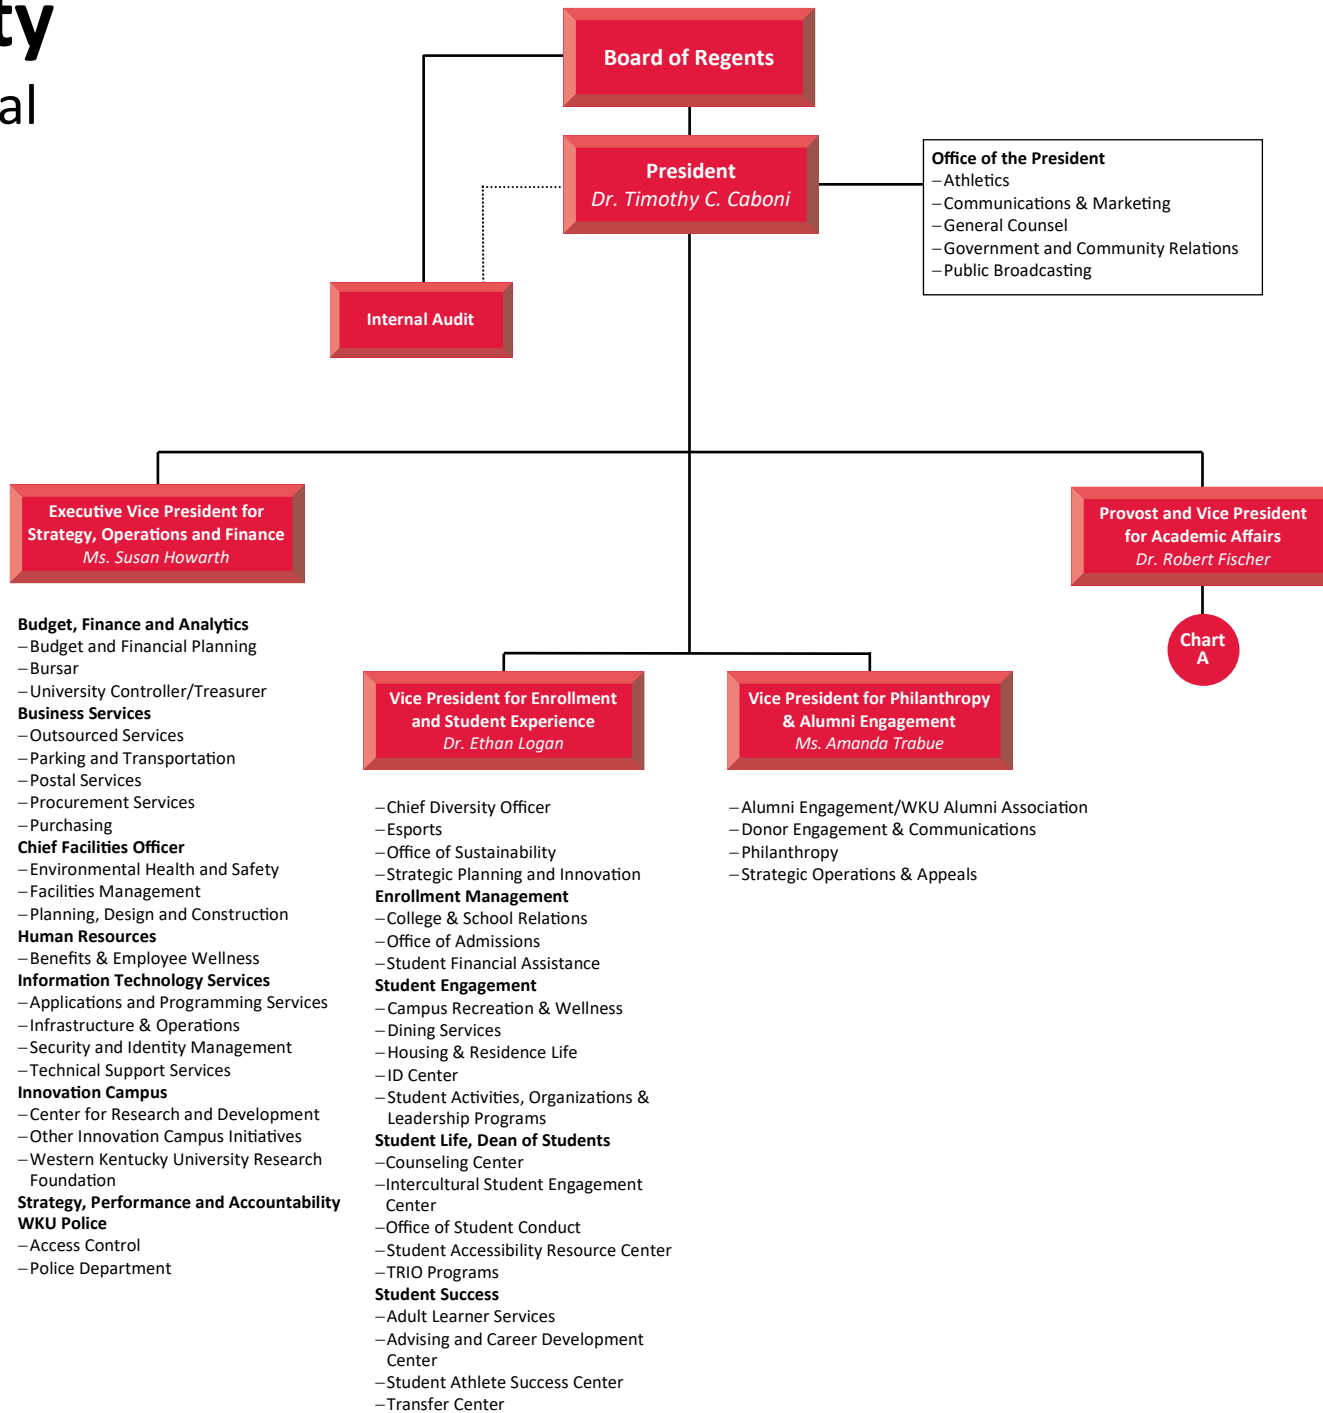 ty
al
Board of Regents
President
Dr. Timothy C. Caboni
Office of the President
–Athletics
–Communications & Marketing
–General Counsel
–Government and Community Relations
–Public Broadcasting
Internal Audit
Executive Vice President for
Strategy, Operations and Finance
Ms. Susan Howarth
Provost and Vice President
for Academic Affairs
Dr. Robert Fischer
Chart
A
Budget, Finance and Analytics
–Budget and Financial Planning
–Bursar
–University Controller/Treasurer
Business Services
–Outsourced Services
–Parking and Transportation
–Postal Services
–Procurement Services
–Purchasing
Chief Facilities Officer
–Environmental Health and Safety
–Facilities Management
–Planning, Design and Construction
Human Resources
–Benefits & Employee Wellness
Information Technology Services
–Applications and Programming Services
–Infrastructure & Operations
–Security and Identity Management
–Technical Support Services
Innovation Campus
–Center for Research and Development
–Other Innovation Campus Initiatives
–Western Kentucky University Research
Foundation
Strategy, Performance and Accountability
WKU Police
–Access Control
–Police Department
Vice President for Enrollment
and Student Experience
Dr. Ethan Logan
–Chief Diversity Officer
–Esports
–Office of Sustainability
–Strategic Planning and Innovation
Enrollment Management
–College & School Relations
–Office of Admissions
–Student Financial Assistance
Student Engagement
–Campus Recreation & Wellness
–Dining Services
–Housing & Residence Life
–ID Center
–Student Activities, Organizations &
Leadership Programs
Student Life, Dean of Students
–Counseling Center
–Intercultural Student Engagement
Center
–Office of Student Conduct
–Student Accessibility Resource Center
–TRIO Programs
Student Success
–Adult Learner Services
–Advising and Career Development
Center
–Student Athlete Success Center
–Transfer Center
Vice President for Philanthropy
& Alumni Engagement
Ms. Amanda Trabue
–Alumni Engagement/WKU Alumni Association
–Donor Engagement & Communications
–Philanthropy
–Strategic Operations & Appeals